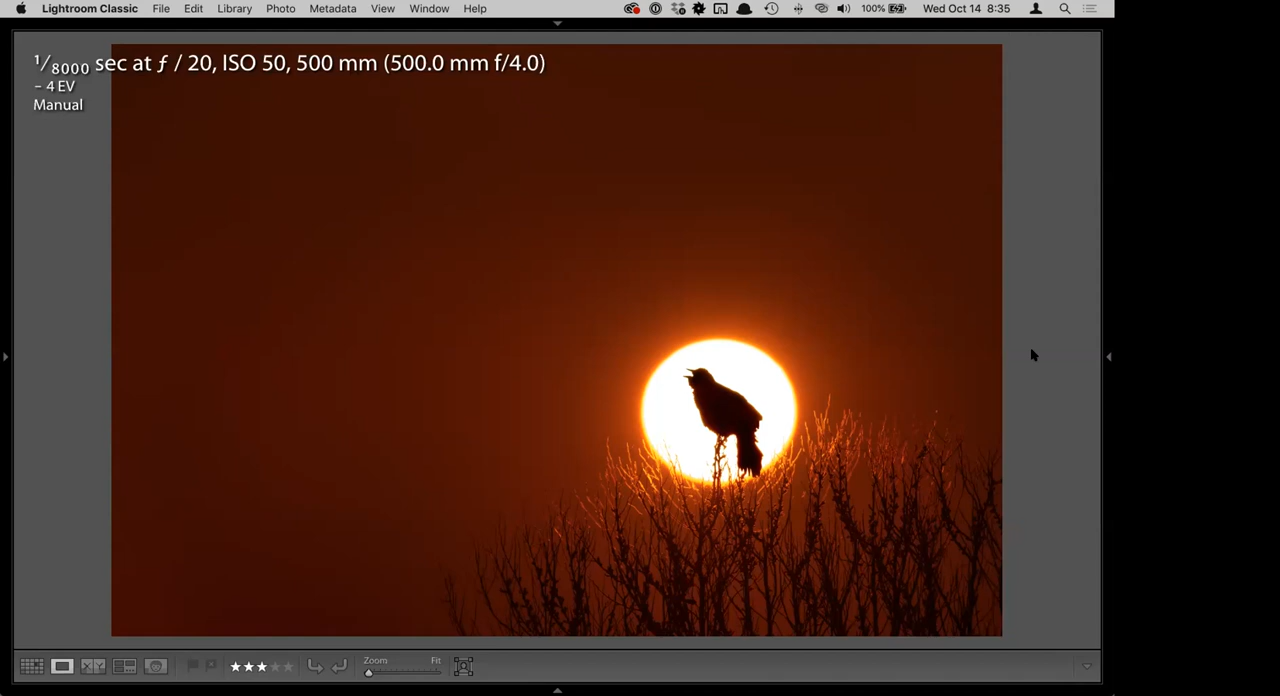 Lightroom Classic File Edit Library Photo Metadata View Window Help 100% Wed Oct 14 8:35
1/8000 sec at ƒ / 20, ISO 50, 500 mm (500.0 mm f/4.0)
– 4 EV
Manual
XY Zoom Fit